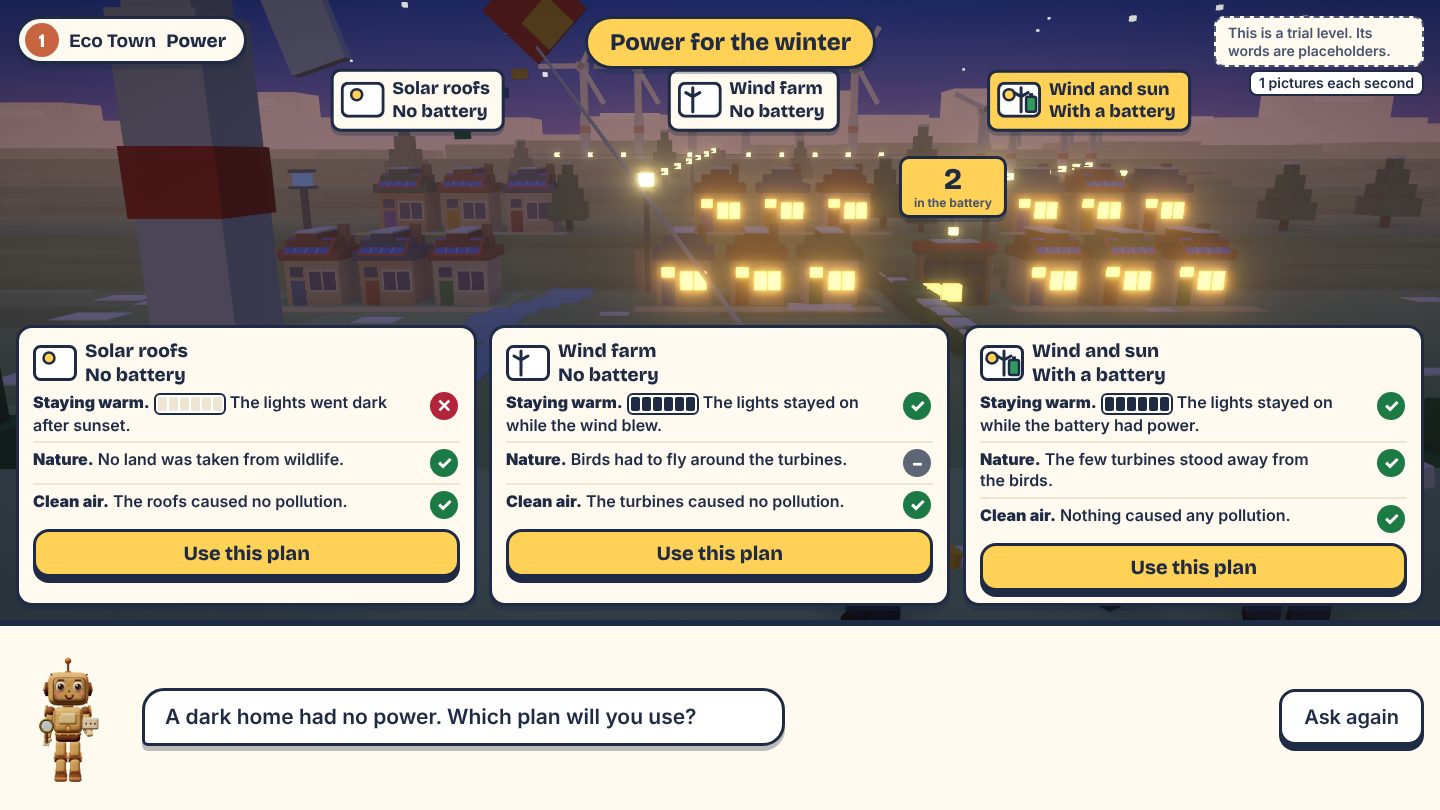 1 Eco Town Power
Power for the winter
This is a trial level. Its
words are placeholders.
1 pictures each second
Solar roofs
No battery
Wind farm
No battery
Wind and sun
With a battery
2
in the battery
Solar roofs
No battery
Staying warm. The lights went dark
after sunset.
Nature. No land was taken from wildlife.
Clean air. The roofs caused no pollution.
Use this plan
Wind farm
No battery
Staying warm. The lights stayed on
while the wind blew.
Nature. Birds had to fly around the turbines.
Clean air. The turbines caused no pollution.
Use this plan
Wind and sun
With a battery
Staying warm. The lights stayed on
while the battery had power.
Nature. The few turbines stood away from
the birds.
Clean air. Nothing caused any pollution.
Use this plan
A dark home had no power. Which plan will you use?
Ask again